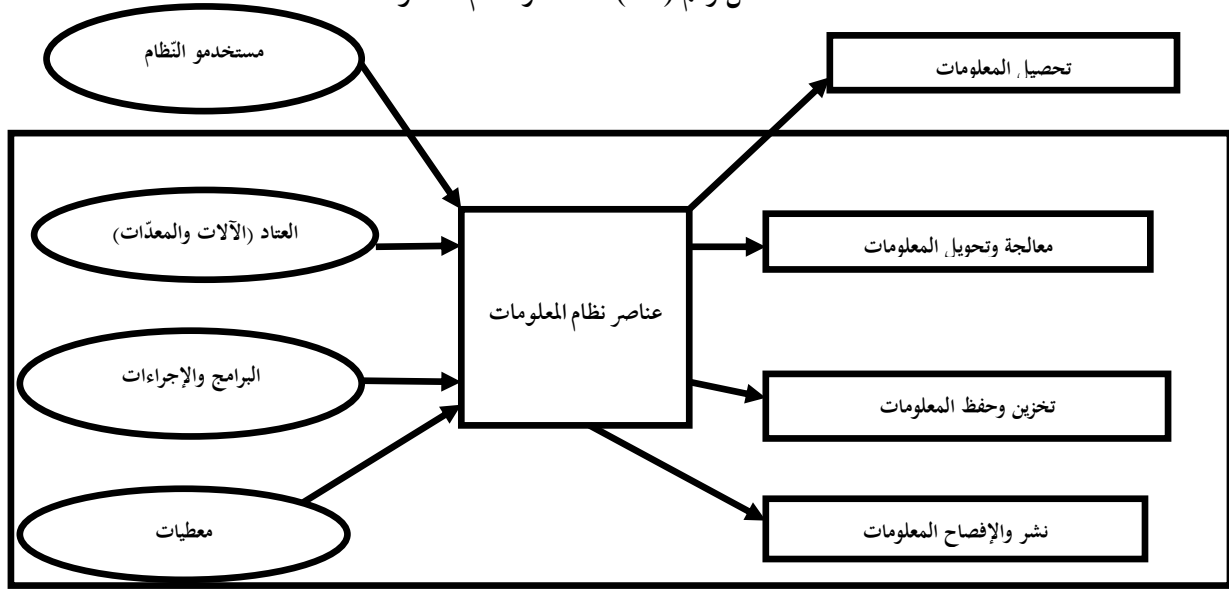 مستخدمو النّظام
تحصيل المعلومات
العتاد (الآلات والمعدّات)
معالجة وتحويل المعلومات
عناصر نظام المعلومات
البرامج والإجراءات
تخزين وحفظ المعلومات
معطيات
نشر والإفصاح المعلومات